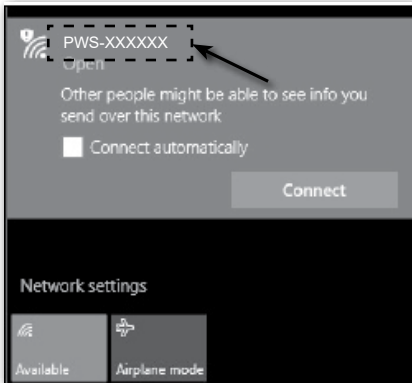 PWS-XXXXXX
Open
Other people might be able to see info you
send over this network
Connect automatically
Connect
Network settings
Available
Airplane mode